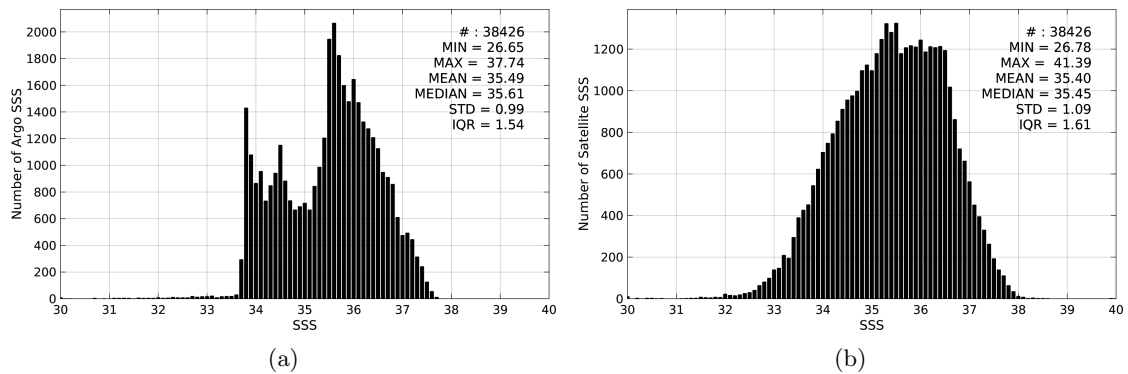 Number of Argo SSS
2000
1800
1600
1400
1200
1000
800
600
400
200
0
30 31 32 33 34 35 36 37 38 39 40
SSS
# : 38426
MIN = 26.65
MAX = 37.74
MEAN = 35.49
MEDIAN = 35.61
STD = 0.99
IQR = 1.54
(a)
Number of Satellite SSS
1200
1000
800
600
400
200
0
30 31 32 33 34 35 36 37 38 39 40
SSS
# : 38426
MIN = 26.78
MAX = 41.39
MEAN = 35.40
MEDIAN = 35.45
STD = 1.09
IQR = 1.61
(b)